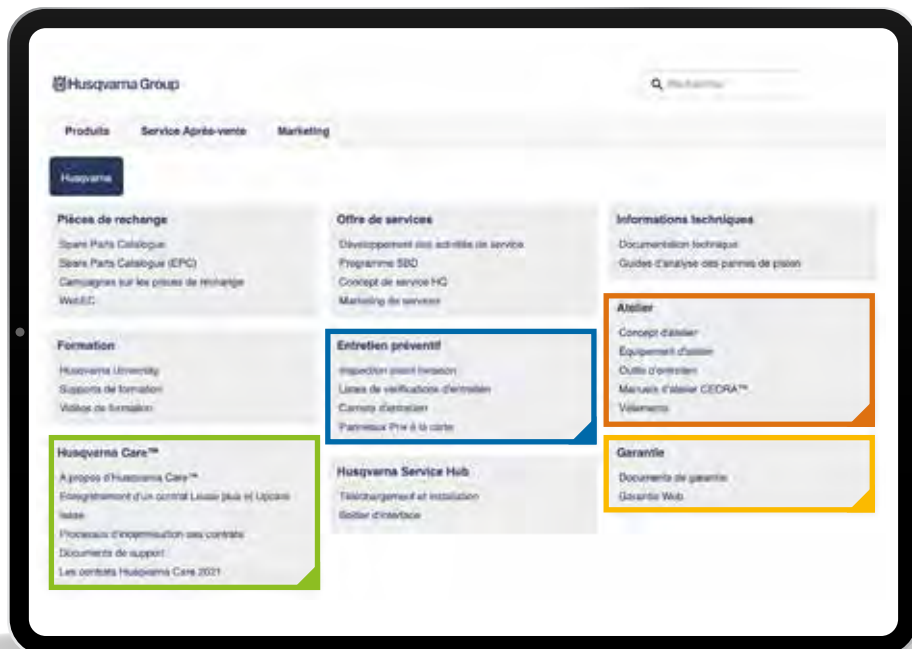 Husqvarna Group
Rechercher
Produits
Service Après-vente
Marketing
Husqvarna
Pièces de rechange
Spare Parts Catalogue
Spare Parts Catalogue (EPC)
Campagnes sur les pièces de rechange
WebEC
Offre de services
Développement des activités de service
Programme SBD
Concept de service HQ
Marketing de services
Informations techniques
Documentation technique
Guides d'analyse des pannes de piston
Formation
Husqvarna University
Supports de formation
Vidéos de formation
Entretien préventif
Inspection avant livraison
Listes de vérifications d'entretien
Carnets d'entretien
Panneaux Prix à la carte
Atelier
Concept d'atelier
Equipement d'atelier
Outils d'entretien
Manuels d'atelier CEDRA™
Vêtements
Husqvarna Care™
A propos d'Husqvarna Care™
Enregistrement d'un contrat Lease plus et Upcare
lease
Processus d'indemnisation des contrats
Documents de support
Les contrats Husqvarna Care 2021
Husqvarna Service Hub
Téléchargement et installation
Boitier d'interface
Garantie
Documents de garantie
Garantie Web